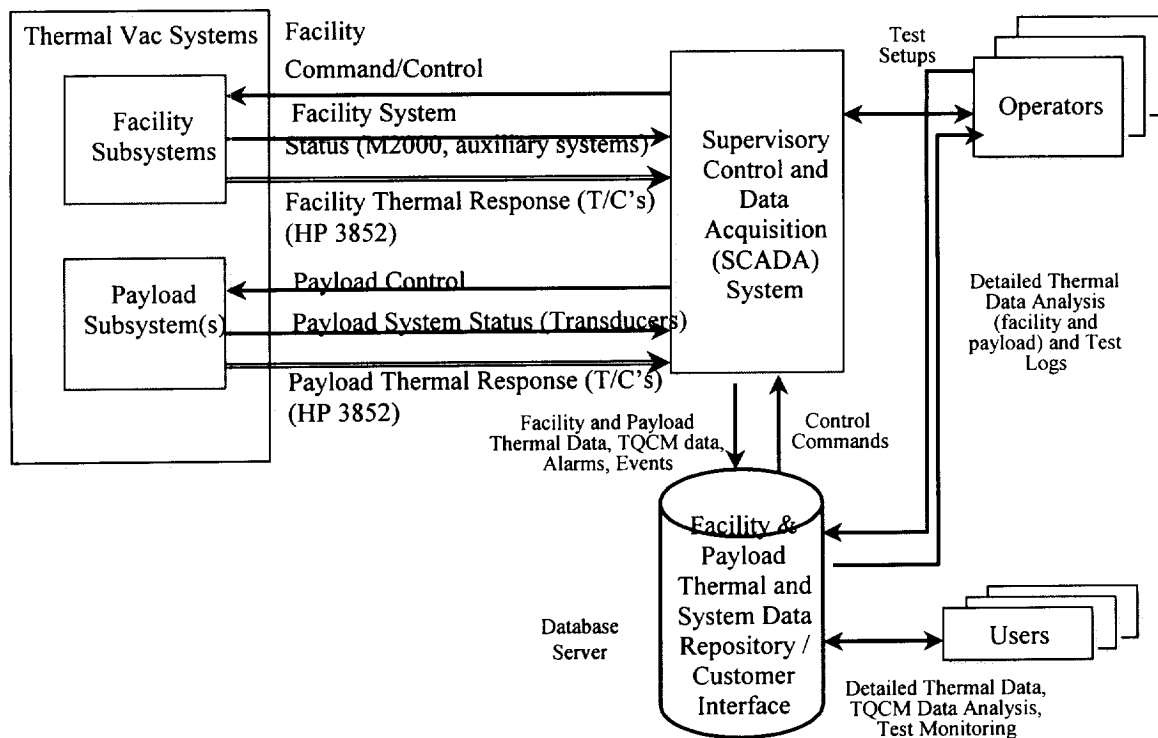 Thermal Vac Systems
Facility
Subsystems
Payload
Subsystem(s)
Facility
Command/Control
Facility System
Status (M2000, auxiliary systems)
Facility Thermal Response (T/C's)
(HP 3852)
Payload Control
Payload System Status (Transducers)
Payload Thermal Response (T/C's)
(HP 3852)
Supervisory
Control and
Data
Acquisition
(SCADA)
System
Test
Setups
Operators
Detailed Thermal
Data Analysis
(facility and
payload) and Test
Logs
Facility and Payload
Thermal Data, TQCM data,
Alarms, Events
Control
Commands
Facility &
Payload
Thermal and
System Data
Repository /
Customer
Interface
Database
Server
Users
Detailed Thermal Data,
TQCM Data Analysis,
Test Monitoring